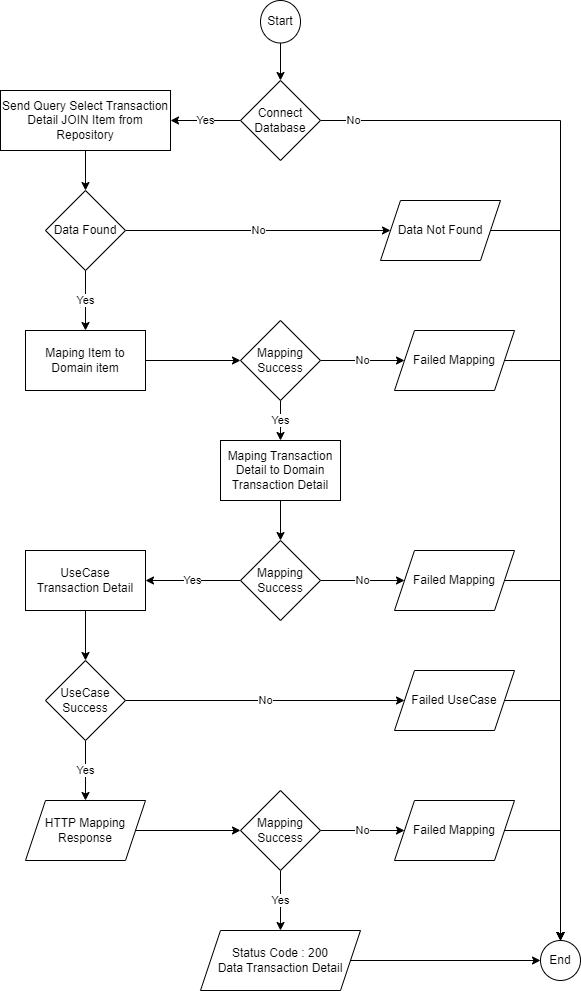 Start
Send Query Select Transaction
Detail JOIN Item from
Repository
Yes
Connect
Database
No
Data Found
No
Data Not Found
Yes
Maping Item to
Domain item
Mapping
Success
No
Failed Mapping
Yes
Maping Transaction
Detail to Domain
Transaction Detail
UseCase
Transaction Detail
Yes
Mapping
Success
No
Failed Mapping
UseCase
Success
No
Failed UseCase
Yes
HTTP Mapping
Response
Mapping
Success
No
Failed Mapping
Yes
Status Code : 200
Data Transaction Detail
End